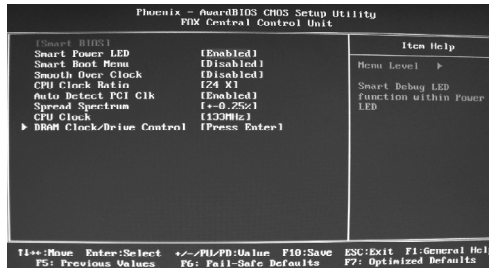 Phoenix - AwardBIOS CMOS Setup Utility
FOX Central Control Unit
[Smart BIOS]
Smart Power LED [Enabled]
Smart Boot Menu [Disabled]
Smooth Over Clock [Disabled]
CPU Clock Ratio [24 X]
Auto Detect PCI Clk [Enabled]
Spread Spectrum [+-0.25%]
CPU Clock [133MHz]
▶ DRAM Clock/Drive Control [Press Enter]
Item Help
Menu Level ▶
Smart Debug LED
function within Power
LED
↑↓→←:Move Enter:Select +/-/PU/PD:Value F10:Save ESC:Exit F1:General Hel
F5: Previous Values F6: Fail-Safe Defaults F7: Optimized Defaults